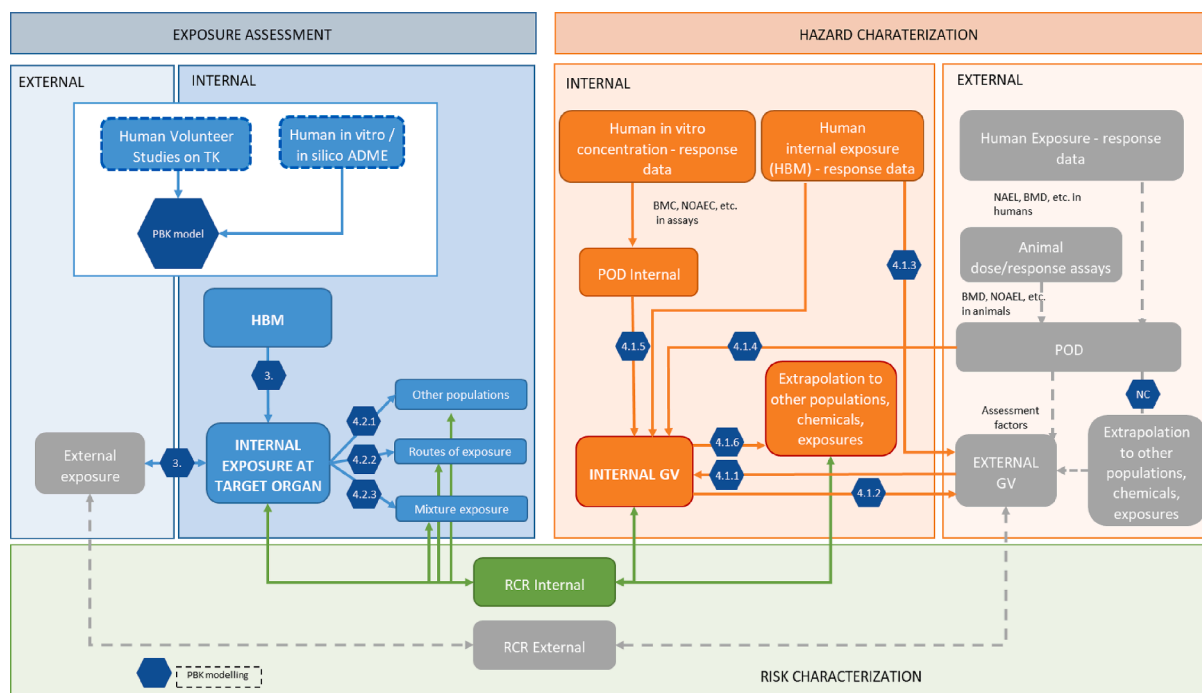 EXPOSURE ASSESSMENT
HAZARD CHARATERIZATION
EXTERNAL
INTERNAL
Human Volunteer
Studies on TK
Human in vitro /
in silico ADME
PBK model
HBM
3.
External
exposure
3.
INTERNAL
EXPOSURE AT
TARGET ORGAN
4.2.1
4.2.2
4.2.3
Other populations
Routes of exposure
Mixture exposure
INTERNAL
Human in vitro
concentration - response
data
Human
internal exposure
(HBM) - response data
BMC, NOAEC, etc.
in assays
POD Internal
4.1.3
4.1.5
4.1.4
Extrapolation to
other populations,
chemicals,
exposures
INTERNAL GV
4.1.6
4.1.1
4.1.2
EXTERNAL
Human Exposure - response
data
NAEL, BMD, etc. in
humans
Animal
dose/response assays
BMD, NOAEL, etc.
in animals
POD
NC
Assessment
factors
EXTERNAL
GV
Extrapolation
to other
populations,
chemicals,
exposures
RCR Internal
RCR External
PBK modelling
RISK CHARACTERIZATION